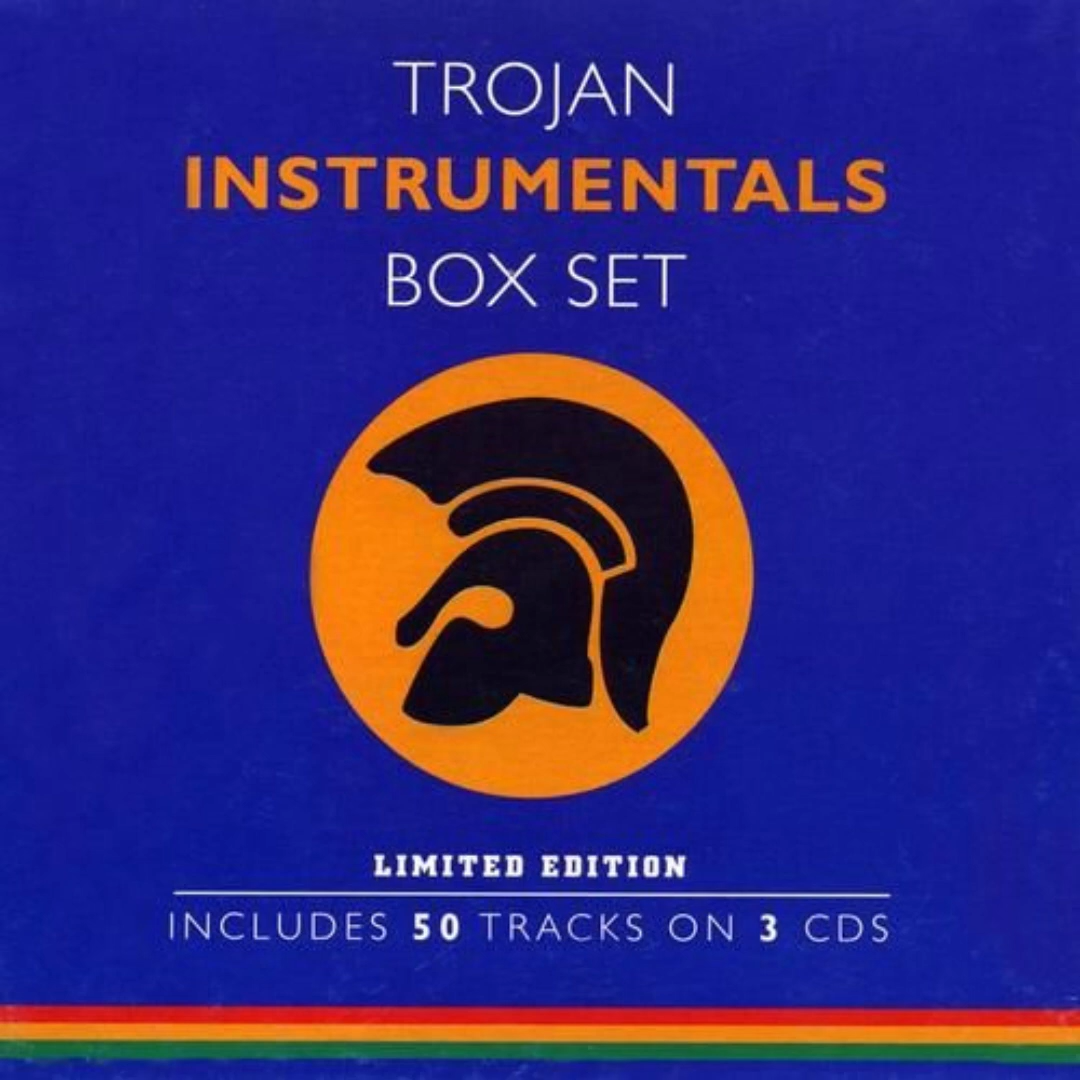 TROJAN
INSTRUMENTALS
BOX SET
LIMITED EDITION
INCLUDES 50 TRACKS ON 3 CDS